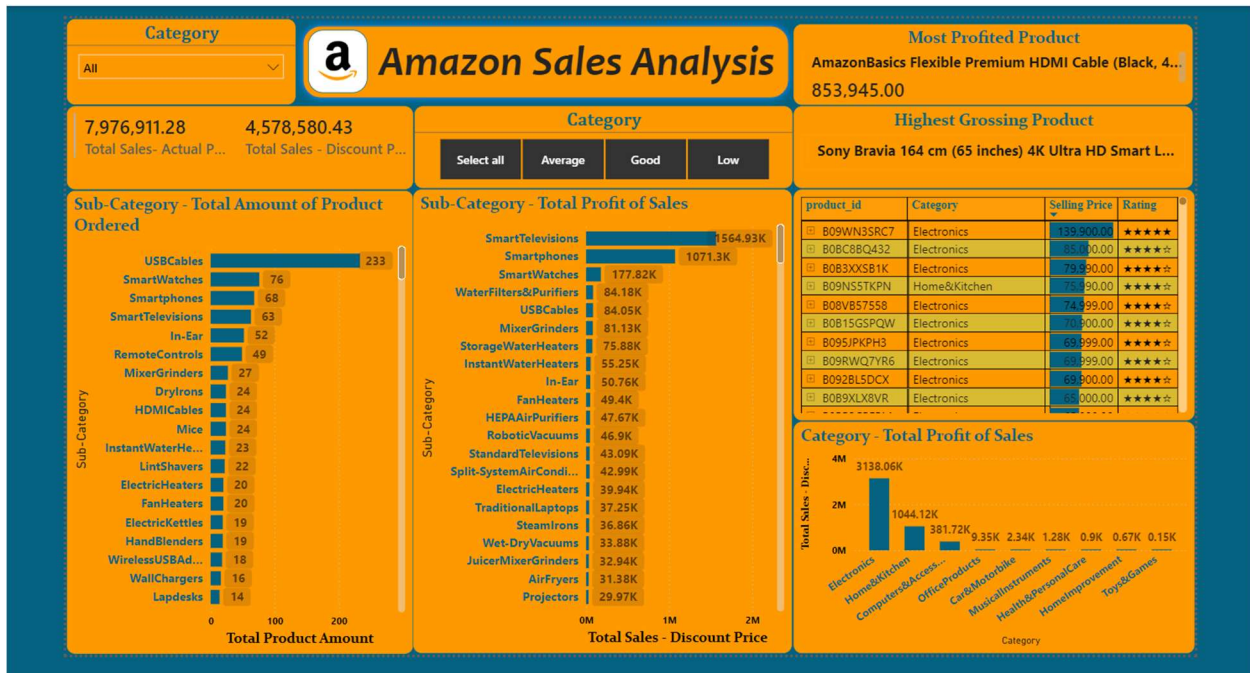 Category
All
a
Amazon Sales Analysis
Most Profited Product
AmazonBasics Flexible Premium HDMI Cable (Black, 4...
853,945.00
7,976,911.28
Total Sales- Actual P...
4,578,580.43
Total Sales - Discount P...
Category
Select all
Average
Good
Low
Highest Grossing Product
Sony Bravia 164 cm (65 inches) 4K Ultra HD Smart L...
Sub-Category - Total Amount of Product
Ordered
Sub-Category
USBCables 233
SmartWatches 76
Smartphones 68
SmartTelevisions 63
In-Ear 52
RemoteControls 49
MixerGrinders 27
DryIrons 24
HDMICables 24
Mice 24
InstantWaterHe... 23
LintShavers 22
ElectricHeaters 20
FanHeaters 20
ElectricKettles 19
HandBlenders 19
WirelessUSBAd... 18
WallChargers 16
Lapdesks 14
0 100 200
Total Product Amount
Sub-Category - Total Profit of Sales
Sub-Category
SmartTelevisions 1564.93K
Smartphones 1071.3K
SmartWatches 177.82K
WaterFilters&Purifiers 84.18K
USBCables 84.05K
MixerGrinders 81.13K
StorageWaterHeaters 75.88K
InstantWaterHeaters 55.25K
In-Ear 50.76K
FanHeaters 49.4K
HEPAAirPurifiers 47.67K
RoboticVacuums 46.9K
StandardTelevisions 43.09K
Split-SystemAirCondi... 42.99K
ElectricHeaters 39.94K
TraditionalLaptops 37.25K
SteamIrons 36.86K
Wet-DryVacuums 33.88K
JuicerMixerGrinders 32.94K
AirFryers 31.38K
Projectors 29.97K
0M 1M 2M
Total Sales - Discount Price
product_id Category Selling Price Rating
B09WN3SRC7 Electronics 139,900.00 ★★★★★
B0BC8BQ432 Electronics 85,000.00 ★★★★☆
B0B3XXSB1K Electronics 79,990.00 ★★★★☆
B09NS5TKPN Home&Kitchen 75,990.00 ★★★★☆
B08VB57558 Electronics 74,999.00 ★★★★☆
B0B15GSPQW Electronics 70,900.00 ★★★★☆
B095JPKPH3 Electronics 69,999.00 ★★★★☆
B09RWQ7YR6 Electronics 69,999.00 ★★★★☆
B092BL5DCX Electronics 69,900.00 ★★★★☆
B0B9XLX8VR Electronics 65,000.00 ★★★★☆
Category - Total Profit of Sales
Total Sales - Disc...
4M
2M
0M
3138.06K
1044.12K
381.72K
9.35K
2.34K
1.28K
0.9K
0.67K
0.15K
Electronics
Home&Kitchen
Computers&Access...
OfficeProducts
Car&Motorbike
MusicalInstruments
Health&PersonalCare
HomeImprovement
Toys&Games
Category